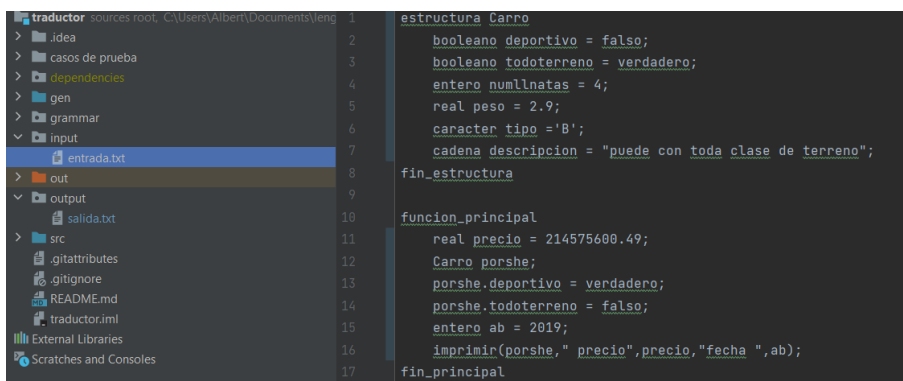 traductor sources root, C:\Users\Albert\Documents\leng
.idea
casos de prueba
dependencies
gen
grammar
input
entrada.txt
out
output
salida.txt
src
.gitattributes
.gitignore
README.md
traductor.iml
External Libraries
Scratches and Consoles
1 estructura Carro
2 booleano deportivo = falso;
3 booleano todoterreno = verdadero;
4 entero numllnatas = 4;
5 real peso = 2.9;
6 caracter tipo ='B';
7 cadena descripcion = "puede con toda clase de terreno";
8 fin_estructura
9
10 funcion_principal
11 real precio = 214575600.49;
12 Carro porshe;
13 porshe.deportivo = verdadero;
14 porshe.todoterreno = falso;
15 entero ab = 2019;
16 imprimir(porshe," precio",precio,"fecha ",ab);
17 fin_principal